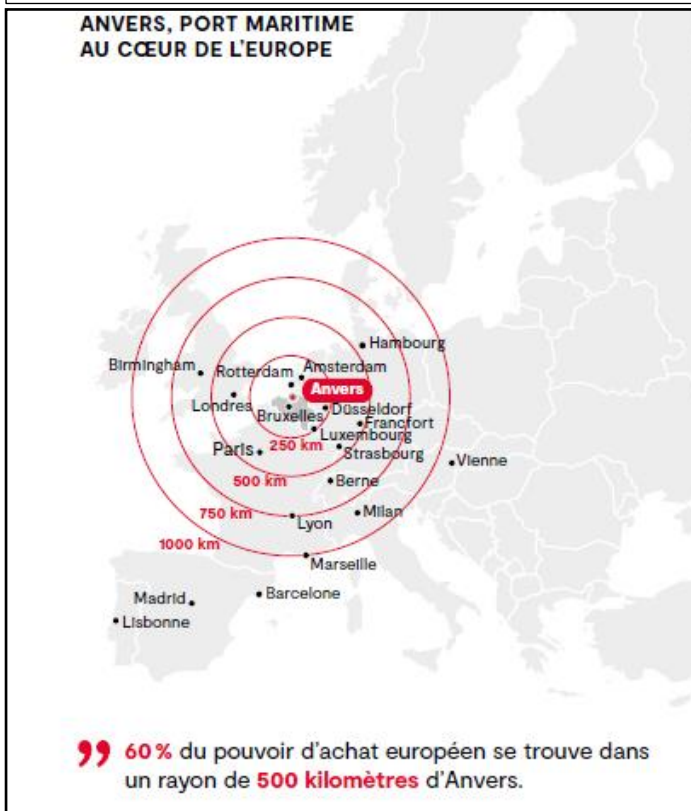 ANVERS, PORT MARITIME
AU CŒUR DE L'EUROPE
Hambourg
Birmingham
Rotterdam
Amsterdam
Anvers
Londres
Bruxelles
Düsseldorf
Francfort
Luxembourg
Paris
250 km
Strasbourg
Vienne
500 km
Berne
750 km
Lyon
Milan
1000 km
Marseille
Madrid
Barcelone
Lisbonne
60 % du pouvoir d'achat européen se trouve dans
un rayon de 500 kilomètres d'Anvers.